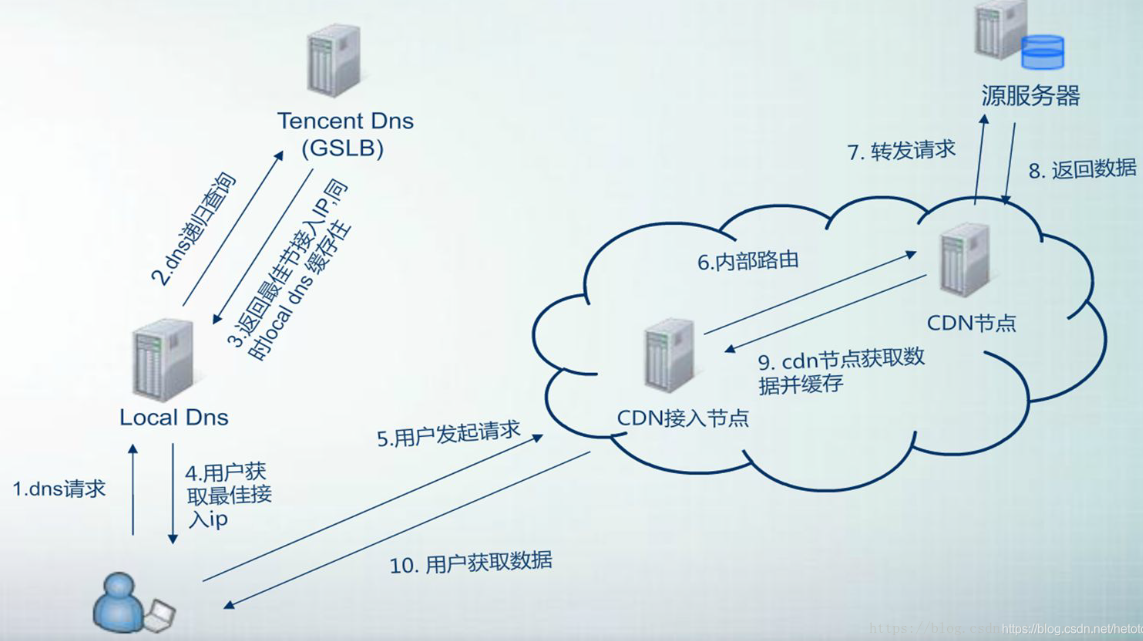 Tencent Dns
(GSLB)
源服务器
7. 转发请求
8. 返回数据
2.dns递归查询
3.返回最佳节接入IP,同
时local dns 缓存住
6.内部路由
CDN节点
9. cdn节点获取数
据并缓存
CDN接入节点
Local Dns
5.用户发起请求
1.dns请求
4.用户获
取最佳接
入ip
10. 用户获取数据
https://blog.csdn.net/hetoto